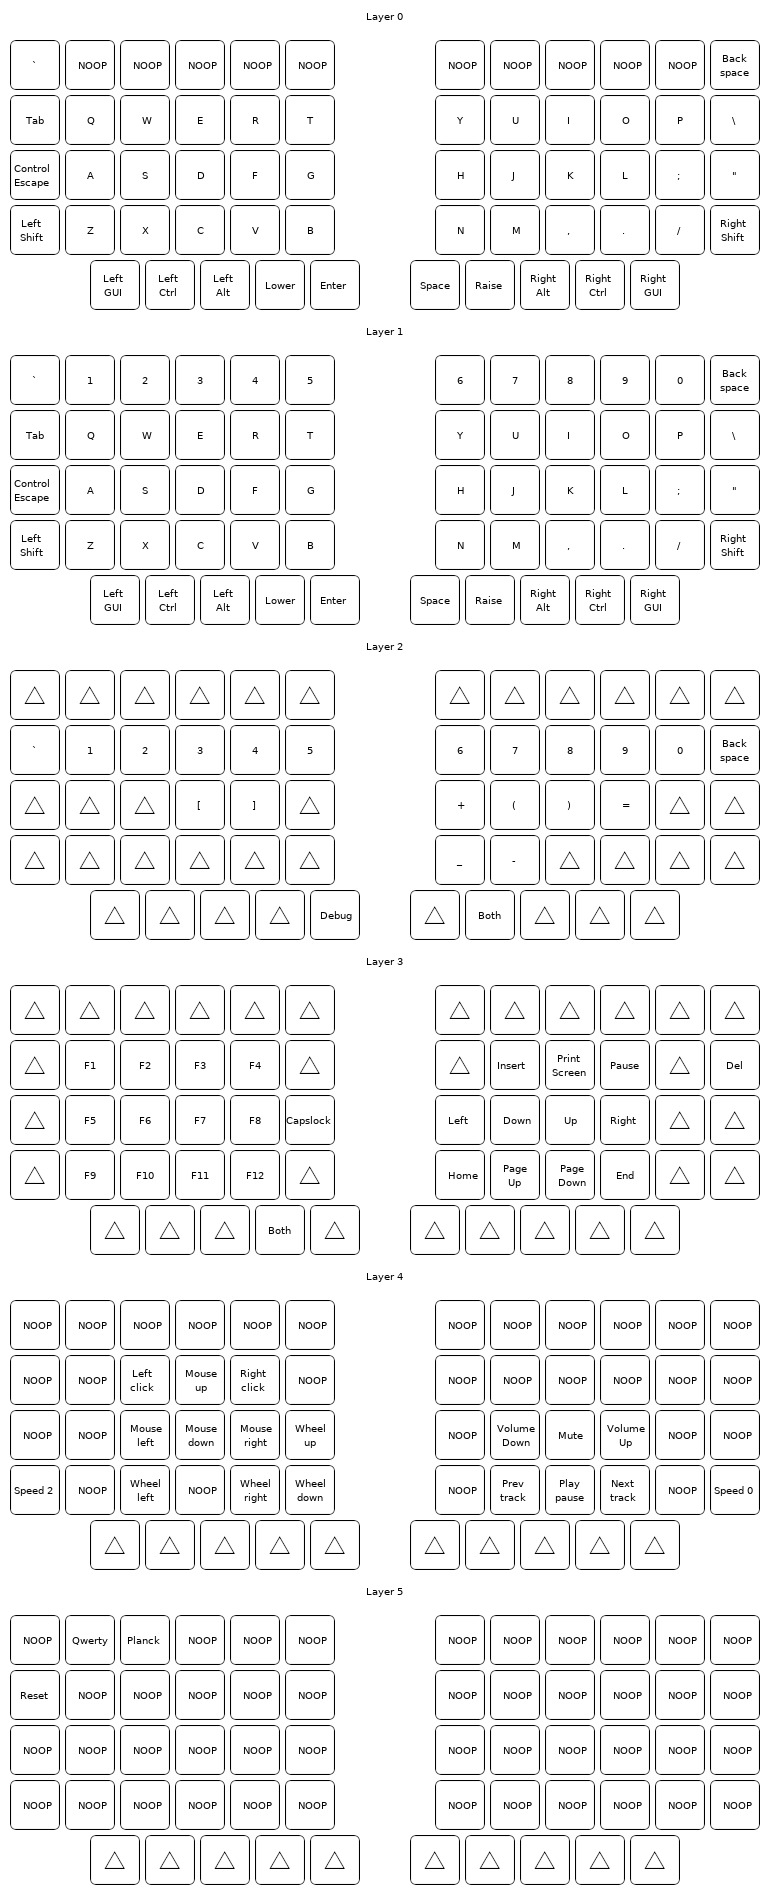 Layer 0
` NOOP NOOP NOOP NOOP NOOP NOOP NOOP NOOP NOOP NOOP Back space
Tab Q W E R T Y U I O P \
Control Escape A S D F G H J K L ; "
Left Shift Z X C V B N M , . / Right Shift
Left GUI Left Ctrl Left Alt Lower Enter Space Raise Right Alt Right Ctrl Right GUI
Layer 1
` 1 2 3 4 5 6 7 8 9 0 Back space
Tab Q W E R T Y U I O P \
Control Escape A S D F G H J K L ; "
Left Shift Z X C V B N M , . / Right Shift
Left GUI Left Ctrl Left Alt Lower Enter Space Raise Right Alt Right Ctrl Right GUI
Layer 2
` 1 2 3 4 5 6 7 8 9 0 Back space
[ ] + ( ) =
_ -
Debug Both
Layer 3
F1 F2 F3 F4 Insert Print Screen Pause Del
F5 F6 F7 F8 Capslock Left Down Up Right
F9 F10 F11 F12 Home Page Up Page Down End
Both
Layer 4
NOOP NOOP NOOP NOOP NOOP NOOP NOOP NOOP NOOP NOOP NOOP NOOP
NOOP NOOP Left click Mouse up Right click NOOP NOOP NOOP NOOP NOOP NOOP NOOP
NOOP NOOP Mouse left Mouse down Mouse right Wheel up NOOP Volume Down Mute Volume Up NOOP NOOP
Speed 2 NOOP Wheel left NOOP Wheel right Wheel down NOOP Prev track Play pause Next track NOOP Speed 0
Layer 5
NOOP Qwerty Planck NOOP NOOP NOOP NOOP NOOP NOOP NOOP NOOP NOOP
Reset NOOP NOOP NOOP NOOP NOOP NOOP NOOP NOOP NOOP NOOP NOOP
NOOP NOOP NOOP NOOP NOOP NOOP NOOP NOOP NOOP NOOP NOOP NOOP
NOOP NOOP NOOP NOOP NOOP NOOP NOOP NOOP NOOP NOOP NOOP NOOP